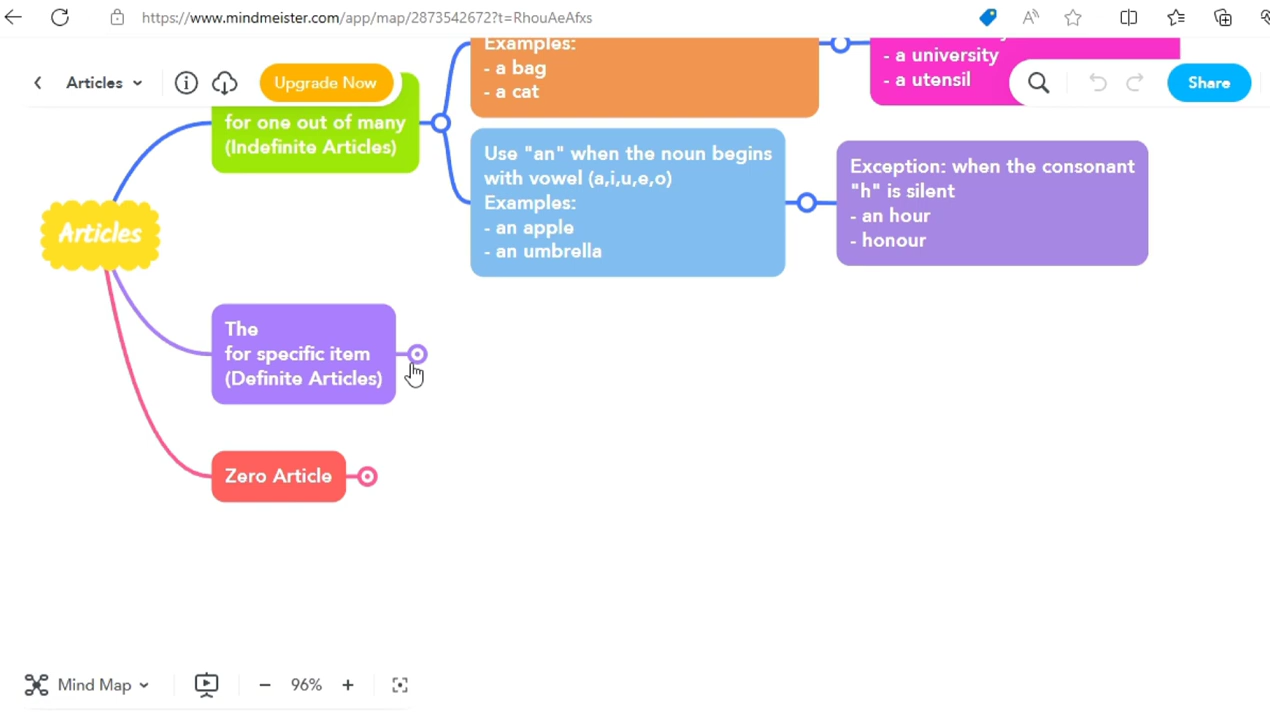 https://www.mindmeister.com/app/map/2873542672?t=RhouAeAfxs
Articles
Upgrade Now
Share
Examples:
- a bag
- a cat
- a university
- a utensil
for one out of many
(Indefinite Articles)
Use "an" when the noun begins
with vowel (a,i,u,e,o)
Examples:
- an apple
- an umbrella
Exception: when the consonant
"h" is silent
- an hour
- honour
Articles
The
for specific item
(Definite Articles)
Zero Article
Mind Map
96%